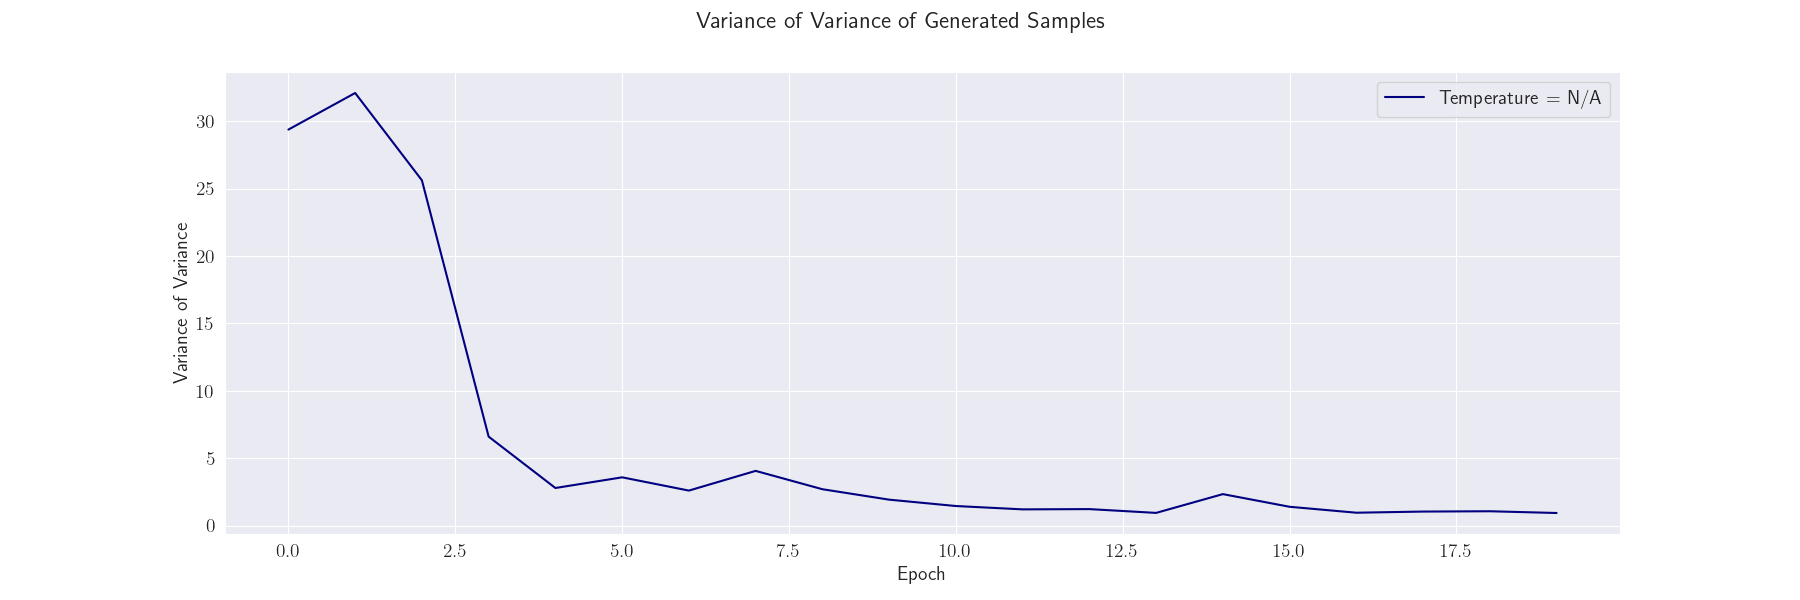 Variance of Variance of Generated Samples
Temperature = N/A
30
25
20
15
10
5
0
Variance of Variance
0.0 2.5 5.0 7.5 10.0 12.5 15.0 17.5
Epoch